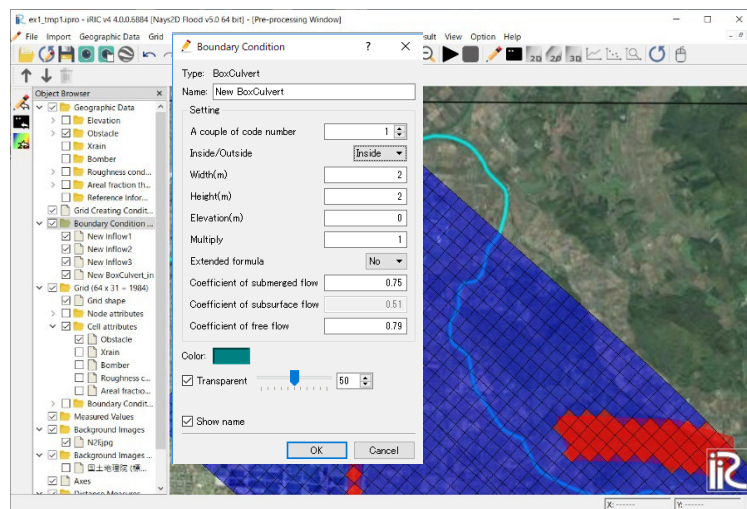 ex1_tmp1.ipro - iRIC v4 4.0.0.6884 [Nays2D Flood v5.0 64 bit] - [Pre-processing Window]
File Import Geographic Data Grid sult View Option Help
Object Browser
Geographic Data
Elevation
Obstacle
Xrain
Bomber
Roughness cond...
Areal fraction th...
Reference Infor...
Grid Creating Condit...
Boundary Condition ...
New Inflow1
New Inflow2
New Inflow3
New BoxCulvert_in
Grid (64 x 31 = 1984)
Grid shape
Node attributes
Cell attributes
Obstacle
Xrain
Bomber
Roughness c...
Areal fractio...
Boundary Condit...
Measured Values
Background Images
N2Ejpg
Background Images ...
国土地理院 (標...
Axes
Distance Measures
Boundary Condition ?
Type: BoxCulvert
Name: New BoxCulvert
Setting
A couple of code number 1
Inside/Outside Inside
Width(m) 2
Height(m) 2
Elevation(m) 0
Multiply 1
Extended formula No
Coefficient of submerged flow 0.75
Coefficient of subsurface flow 0.51
Coefficient of free flow 0.79
Color:
Transparent 50
Show name
OK Cancel
2D 2D 3D
iRIC
X: ------ Y: ------